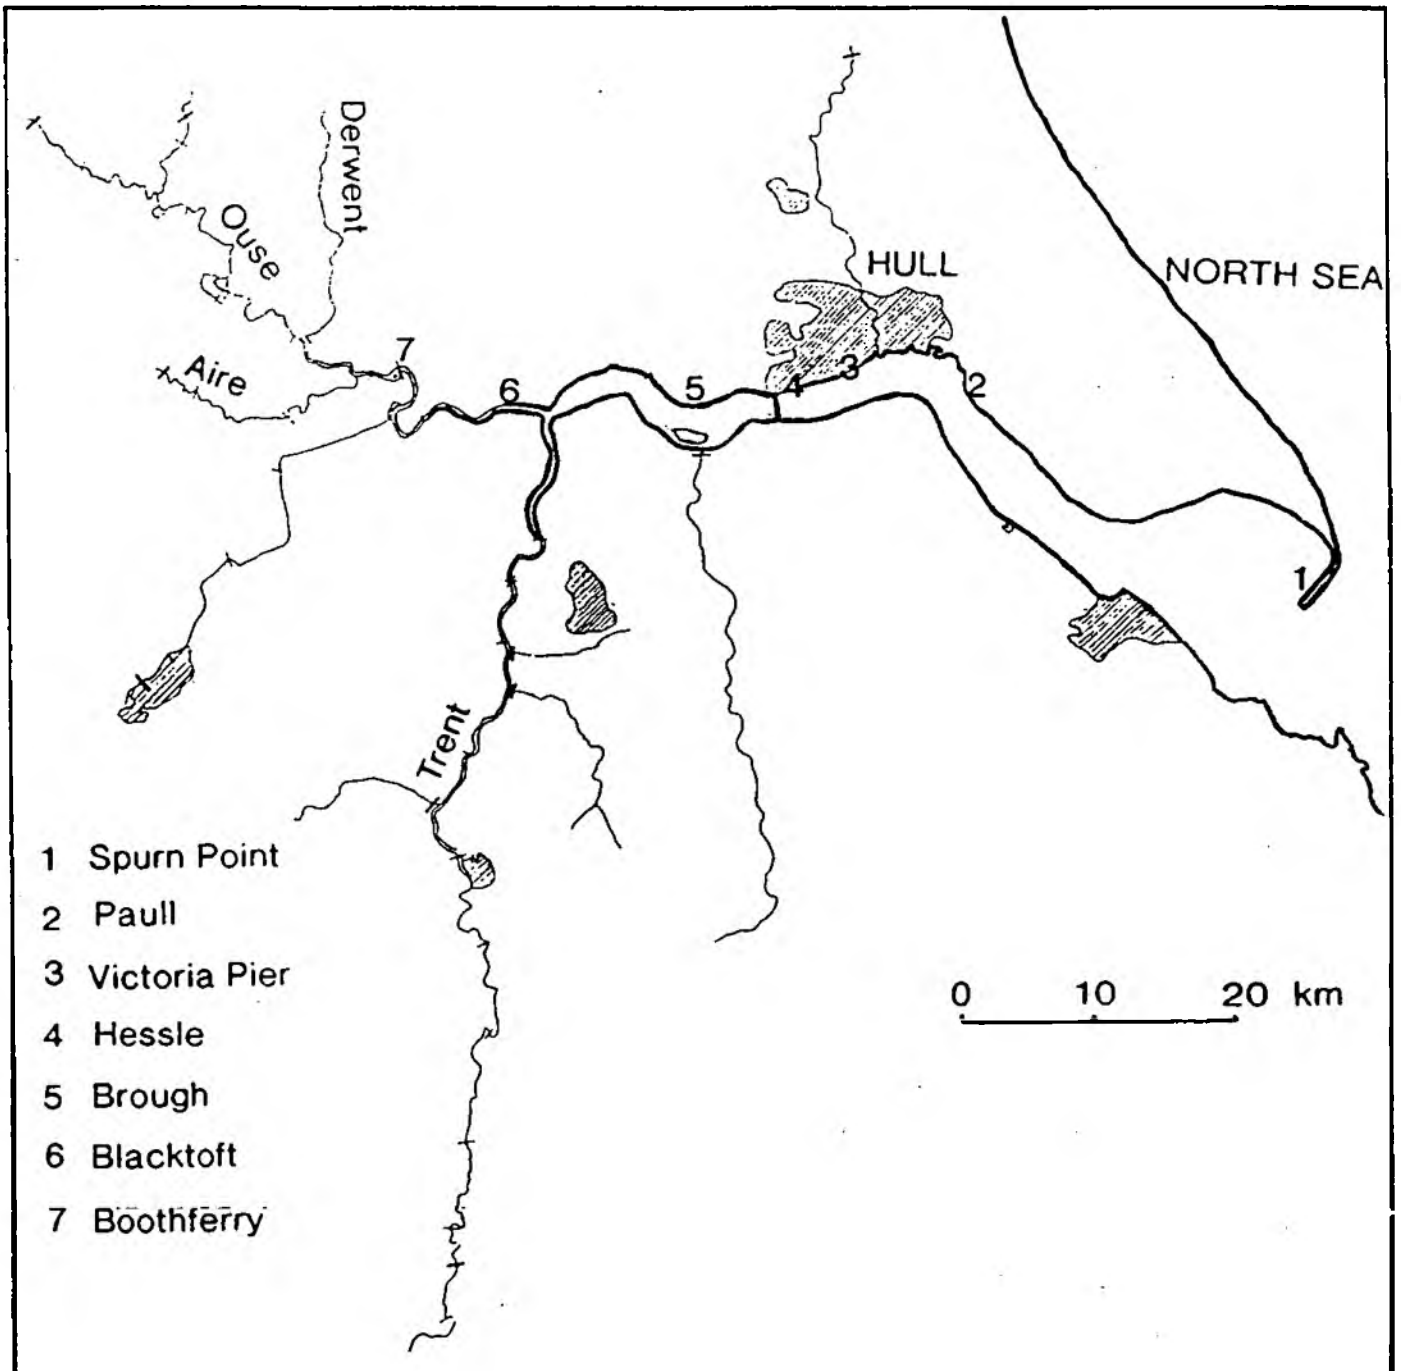 Derwent
Ouse
HULL
NORTH SEA
7
Aire
6
5
4
3
2
1
Trent
1 Spurn Point
2 Paull
3 Victoria Pier
4 Hessle
5 Brough
6 Blacktoft
7 Boothferry
0 10 20 km